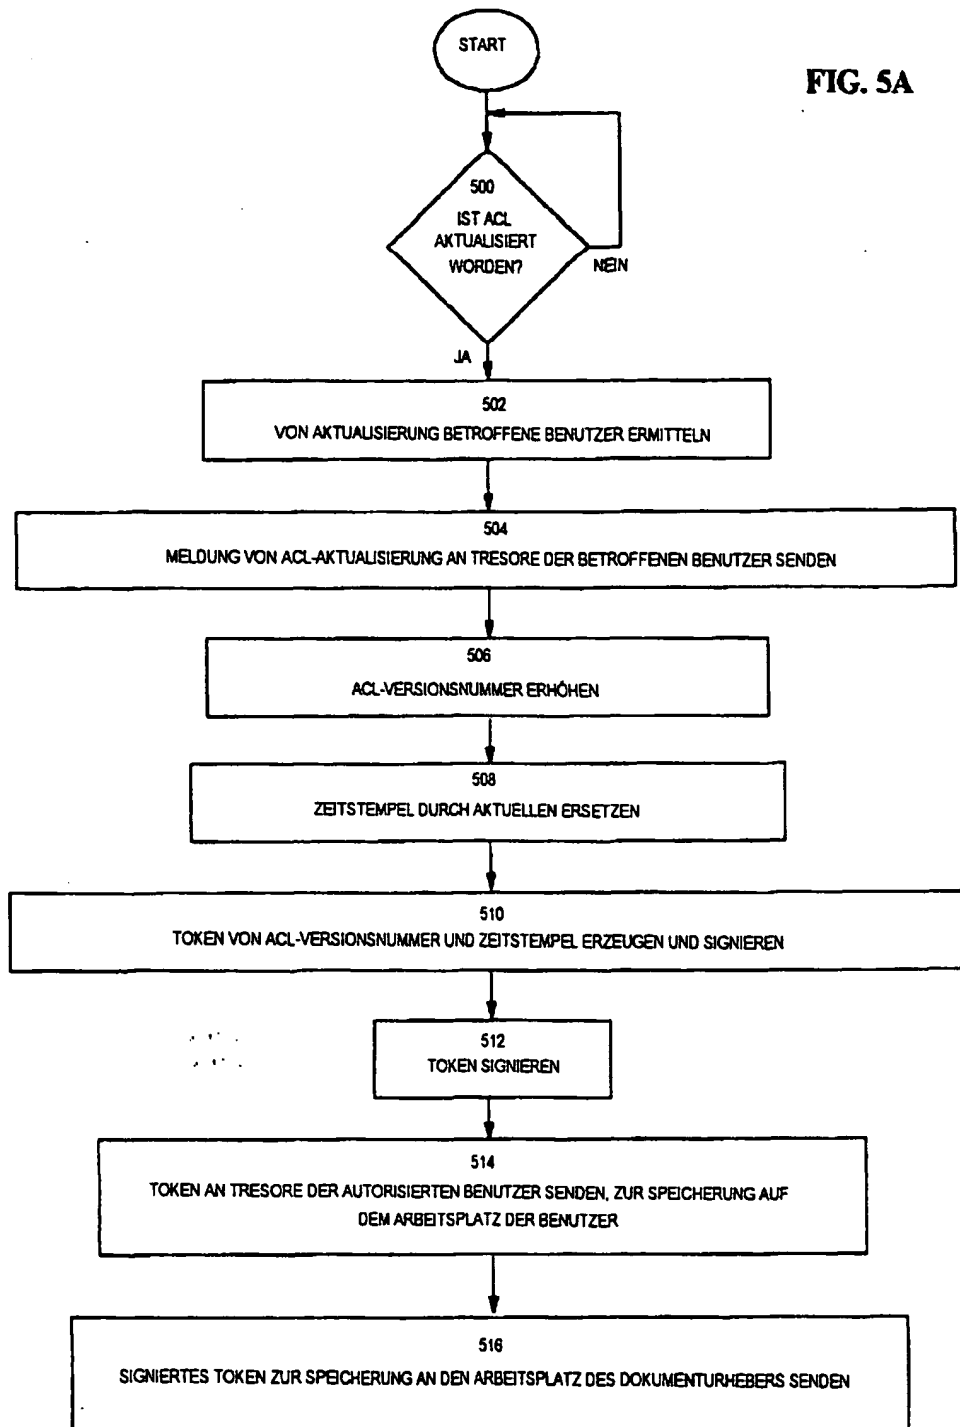 START
FIG. 5A
500
IST ACL
AKTUALISIERT
WORDEN?
NEIN
JA
502
VON AKTUALISIERUNG BETROFFENE BENUTZER ERMITTELN
504
MELDUNG VON ACL-AKTUALISIERUNG AN TRESORE DER BETROFFENEN BENUTZER SENDEN
506
ACL-VERSIONSNUMMER ERHÖHEN
508
ZEITSTEMPEL DURCH AKTUELLEN ERSETZEN
510
TOKEN VON ACL-VERSIONSNUMMER UND ZEITSTEMPEL ERZEUGEN UND SIGNIEREN
512
TOKEN SIGNIEREN
514
TOKEN AN TRESORE DER AUTORISIERTEN BENUTZER SENDEN, ZUR SPEICHERUNG AUF
DEM ARBEITSPLATZ DER BENUTZER
516
SIGNIERTES TOKEN ZUR SPEICHERUNG AN DEN ARBEITSPLATZ DES DOKUMENTURHEBERS SENDEN